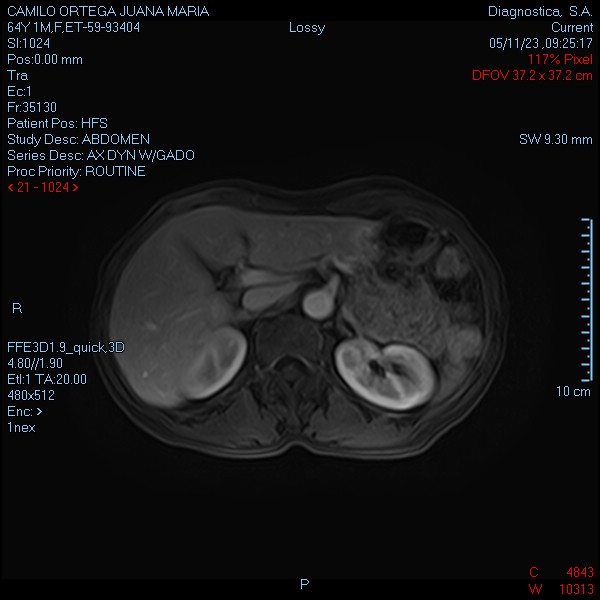 CAMILO ORTEGA JUANA MARIA
64Y 1M,F,ET-59-93404
SI:1024
Pos:0.00 mm
Tra
Ec:1
Fr:35130
Patient Pos: HFS
Study Desc: ABDOMEN
Series Desc: AX DYN W/GADO
Proc Priority: ROUTINE
< 21 - 1024 >
Lossy
Diagnostica, S.A.
Current
05/11/23 ,09:25:17
117% Pixel
DFOV 37.2 x 37.2 cm
SW 9.30 mm
R
FFE3D1.9_quick,3D
4.80//1.90
Etl:1 TA:20.00
480x512
Enc: >
1nex
10 cm
P
C 4843
W 10313